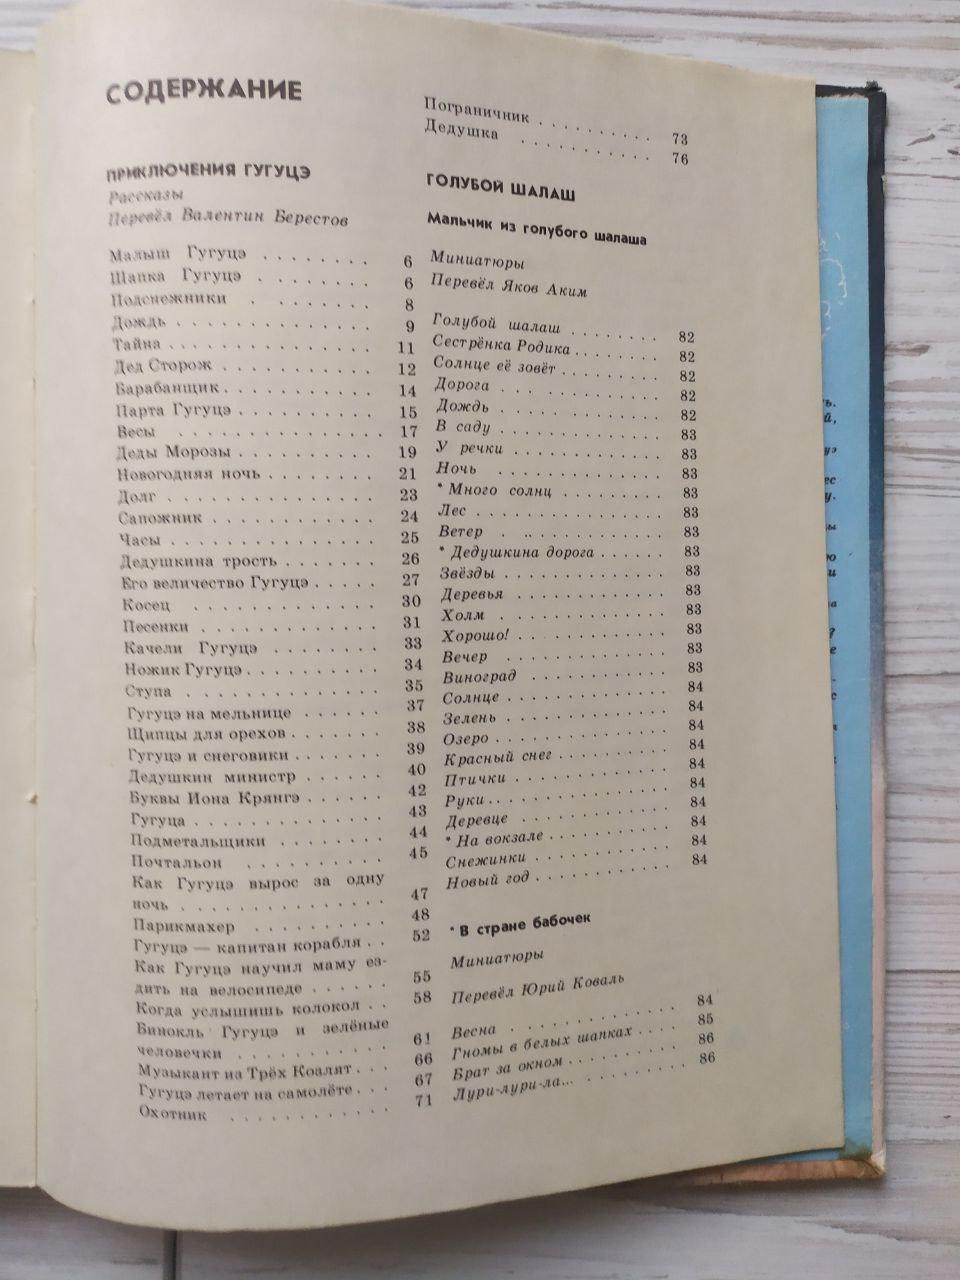 СОДЕРЖАНИЕ
ПРИКЛЮЧЕНИЯ ГУГУЦЭ
Рассказы
Перевёл Валентин Берестов
Малыш Гугуцэ . . . . . . . . 6
Шапка Гугуцэ . . . . . . . . 6
Подснежники . . . . . . . . 8
Дождь . . . . . . . . . . . . 9
Тайна . . . . . . . . . . . . 11
Дед Сторож . . . . . . . . . . 12
Барабанщик . . . . . . . . . . 14
Парта Гугуцэ . . . . . . . . . 15
Весы . . . . . . . . . . . . 17
Деды Морозы . . . . . . . . . 19
Новогодняя ночь . . . . . . . 21
Долг . . . . . . . . . . . . 23
Сапожник . . . . . . . . . . 24
Часы . . . . . . . . . . . . 25
Дедушкина трость . . . . . . . 26
Его величество Гугуцэ . . . . . 27
Косец . . . . . . . . . . . 30
Песенки . . . . . . . . . . . 31
Качели Гугуцэ . . . . . . . . 33
Ножик Гугуцэ . . . . . . . . . 34
Ступа . . . . . . . . . . . . 35
Гугуцэ на мельнице . . . . . . 37
Щипцы для орехов . . . . . . . 38
Гугуцэ и снеговики . . . . . . 39
Дедушкин министр . . . . . . 40
Буквы Иона Крянгэ . . . . . . 42
Гугуца . . . . . . . . . . . 43
Подметальщики . . . . . . . . 44
Почтальон . . . . . . . . . . 45
Как Гугуцэ вырос за одну
ночь . . . . . . . . . . . . 47
Парикмахер . . . . . . . . . 48
Гугуцэ — капитан корабля . . 52
Как Гугуцэ научил маму ез-
дить на велосипеде . . . . . . 55
Когда услышишь колокол . . 58
Бинокль Гугуцэ и зелёные
человечки . . . . . . . . . . 61
Музыкант из Трёх Козлят . . . 66
Гугуцэ летает на самолёте . . . 67
Охотник . . . . . . . . . . . 71
Пограничник . . . . . . . . . 73
Дедушка . . . . . . . . . . 76
ГОЛУБОЙ ШАЛАШ
Мальчик из голубого шалаша
Миниатюры
Перевёл Яков Аким
Голубой шалаш . . . . . . . 82
Сестрёнка Родика . . . . . . . 82
Солнце её зовёт . . . . . . . . 82
Дорога . . . . . . . . . . . 82
Дождь . . . . . . . . . . . 82
В саду . . . . . . . . . . . . 83
У речки . . . . . . . . . . . 83
Ночь . . . . . . . . . . . . 83
* Много солнц . . . . . . . . 83
Лес . . . . . . . . . . . . . 83
Ветер . . . . . . . . . . . . 83
* Дедушкина дорога . . . . . . 83
Звёзды . . . . . . . . . . . . 83
Деревья . . . . . . . . . . . 83
Холм . . . . . . . . . . . . 83
Хорошо! . . . . . . . . . . . 83
Вечер . . . . . . . . . . . . 83
Виноград . . . . . . . . . . 83
Солнце . . . . . . . . . . . . 84
Зелень . . . . . . . . . . . . 84
Озеро . . . . . . . . . . . . 84
Красный снег . . . . . . . . . 84
Птички . . . . . . . . . . . 84
Руки . . . . . . . . . . . . . 84
Деревце . . . . . . . . . . . 84
* На вокзале . . . . . . . . . 84
Снежинки . . . . . . . . . . 84
Новый год . . . . . . . . . . 84
* В стране бабочек
Миниатюры
Перевёл Юрий Коваль
Весна . . . . . . . . . . . . 84
Гномы в белых шапках . . . . 85
Брат за окном . . . . . . . . . 86
Лури-лури-ла... . . . . . . . . 86